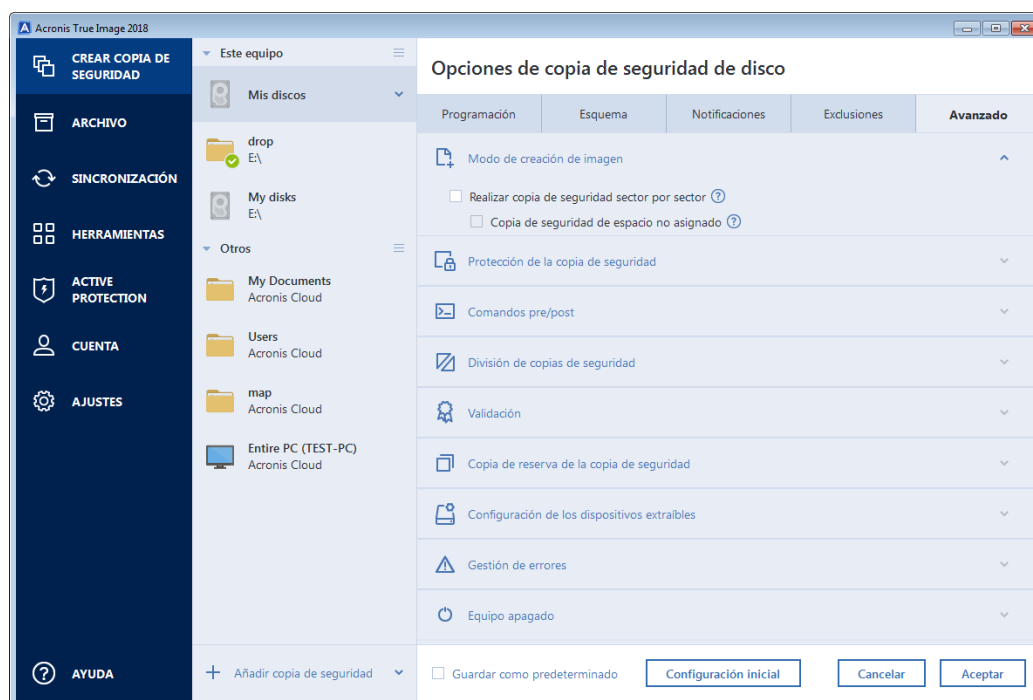 Acronis True Image 2018
CREAR COPIA DE
SEGURIDAD
ARCHIVO
SINCRONIZACIÓN
HERRAMIENTAS
ACTIVE
PROTECTION
CUENTA
AJUSTES
AYUDA
Este equipo
Mis discos
drop
E:\
My disks
E:\
Otros
My Documents
Acronis Cloud
Users
Acronis Cloud
map
Acronis Cloud
Entire PC (TEST-PC)
Acronis Cloud
Añadir copia de seguridad
Opciones de copia de seguridad de disco
Programación Esquema Notificaciones Exclusiones Avanzado
Modo de creación de imagen
Realizar copia de seguridad sector por sector ?
Copia de seguridad de espacio no asignado ?
Protección de la copia de seguridad
Comandos pre/post
División de copias de seguridad
Validación
Copia de reserva de la copia de seguridad
Configuración de los dispositivos extraíbles
Gestión de errores
Equipo apagado
Guardar como predeterminado Configuración inicial Cancelar Aceptar